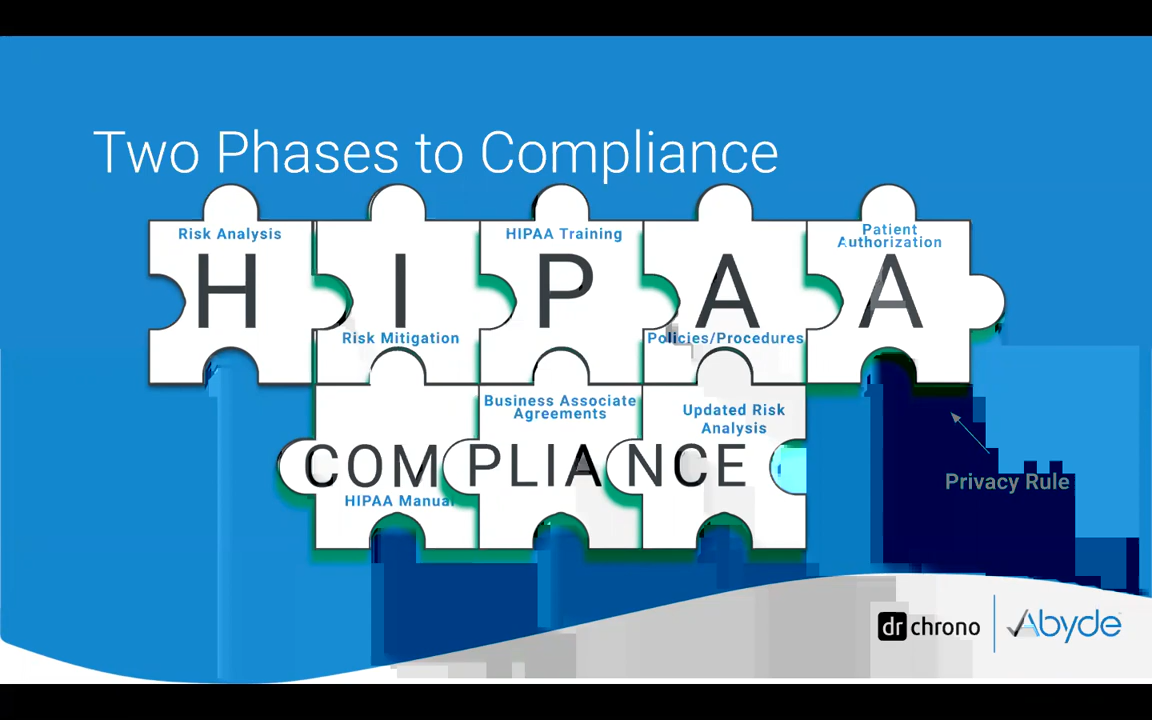 Two Phases to Compliance
Risk Analysis
HIPAA Training
Patient
Authorization
H I P A A
Risk Mitigation
Policies/Procedures
Business Associate
Agreements
Updated Risk
Analysis
COMPLIANCE
HIPAA Manual
Privacy Rule
dr chrono
Abyde